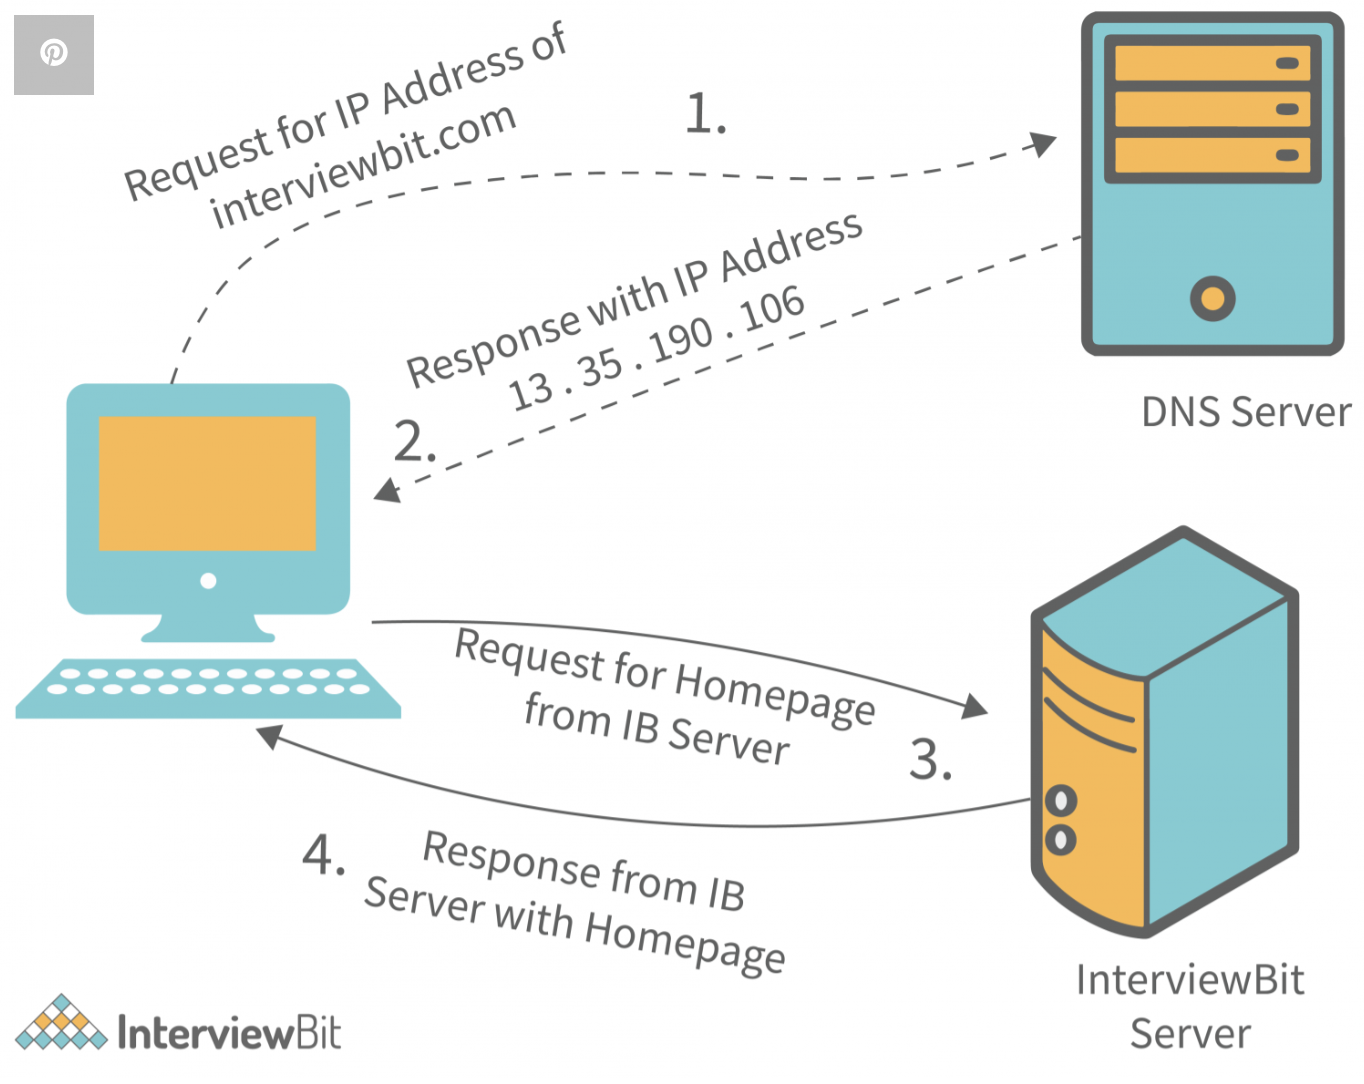 Request for IP Address of
interviewbit.com
1.
Response with IP Address
13 . 35 . 190 . 106
2.
DNS Server
Request for Homepage
from IB Server
3.
4.
Response from IB
Server with Homepage
InterviewBit
Server
InterviewBit